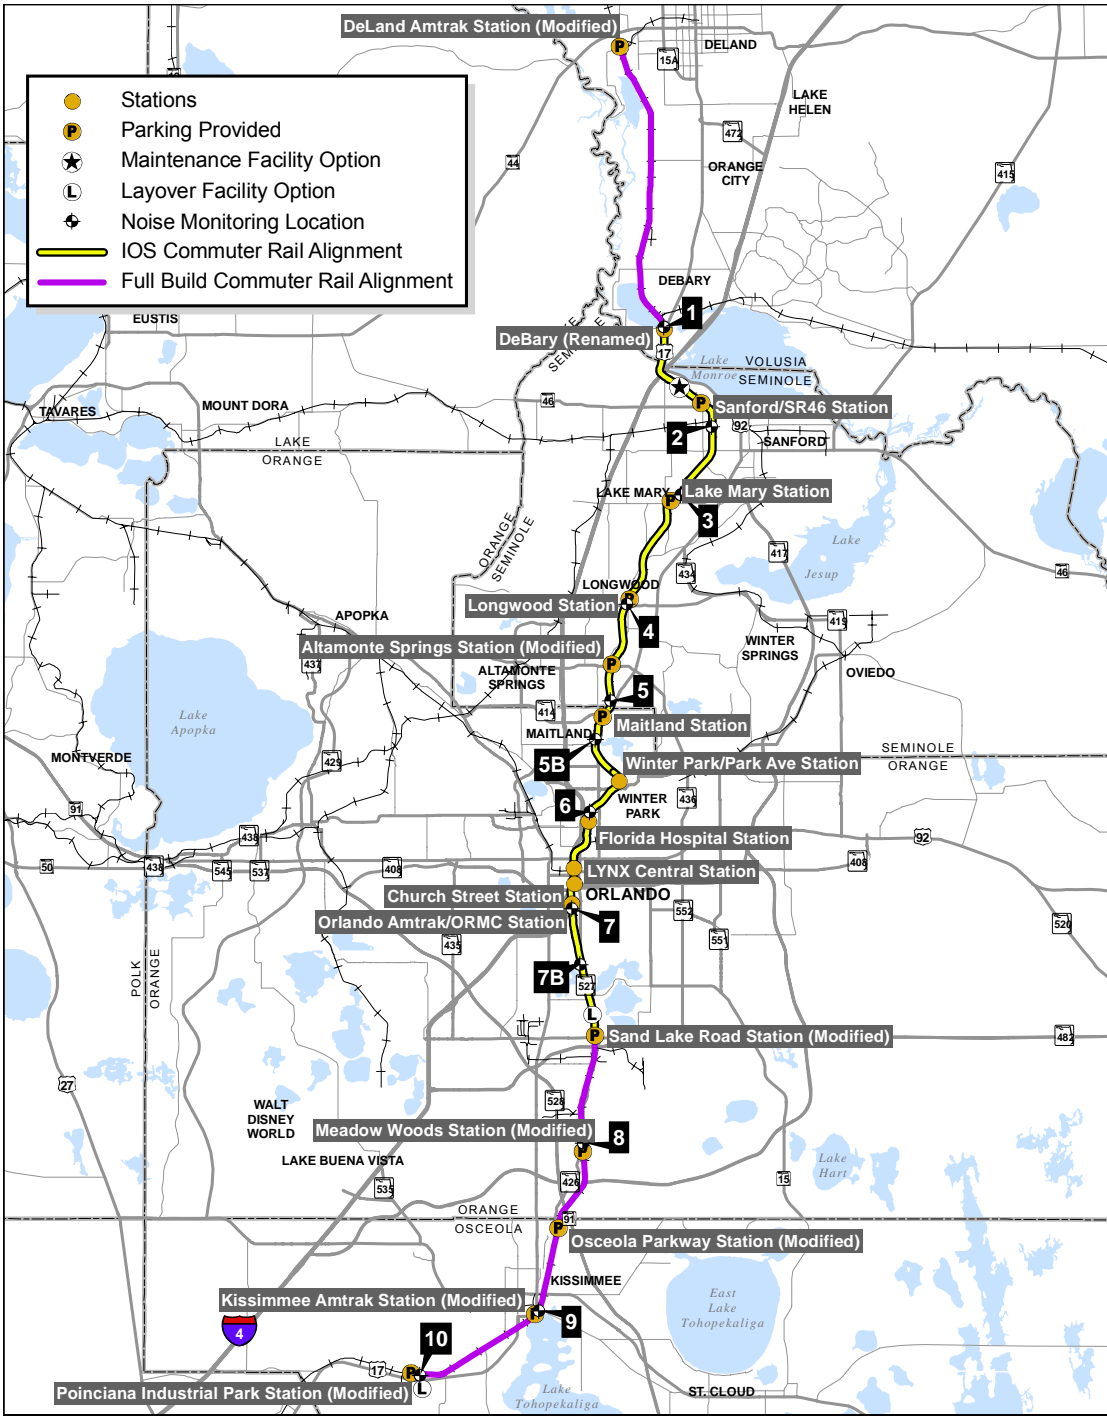 DeLand Amtrak Station (Modified)
DELAND
15A
LAKE
HELEN
472
44
ORANGE
CITY
415
Stations
P Parking Provided
Maintenance Facility Option
L Layover Facility Option
Noise Monitoring Location
IOS Commuter Rail Alignment
Full Build Commuter Rail Alignment
DEBARY
EUSTIS
1
DeBary (Renamed)
17
SEMINOLE
Lake
Monroe
VOLUSIA
SEMINOLE
TAVARES
MOUNT DORA
46
Sanford/SR46 Station
92
2
SANFORD
LAKE
ORANGE
LAKE MARY
Lake Mary Station
3
ORANGE
SEMINOLE
417
Lake
Jesup
434
46
LONGWOOD
Longwood Station
4
APOPKA
419
WINTER
SPRINGS
Altamonte Springs Station (Modified)
437
ALTAMONTE
SPRINGS
OVIEDO
5
414
Lake
Apopka
Maitland Station
MAITLAND
5B
SEMINOLE
ORANGE
MONTVERDE
429
Winter Park/Park Ave Station
WINTER
PARK
436
91
6
438
92
Florida Hospital Station
50
438
545
537
408
408
LYNX Central Station
Church Street Station
ORLANDO
Orlando Amtrak/ORMC Station
7
552
520
435
551
POLK
ORANGE
7B
527
L
P
Sand Lake Road Station (Modified)
482
27
528
WALT
DISNEY
WORLD
Meadow Woods Station (Modified)
8
LAKE BUENA VISTA
Lake
Hart
426
15
535
ORANGE
OSCEOLA
91
Osceola Parkway Station (Modified)
KISSIMMEE
East
Lake
Tohopekaliga
Kissimmee Amtrak Station (Modified)
9
4
10
17
P
L
Poinciana Industrial Park Station (Modified)
Lake
Tohopekaliga
ST. CLOUD